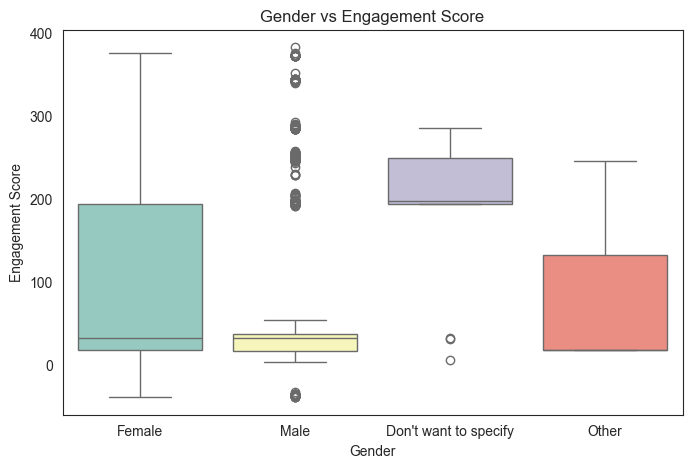 Gender vs Engagement Score
400
300
200
100
0
Engagement Score
Female
Male
Don't want to specify
Other
Gender